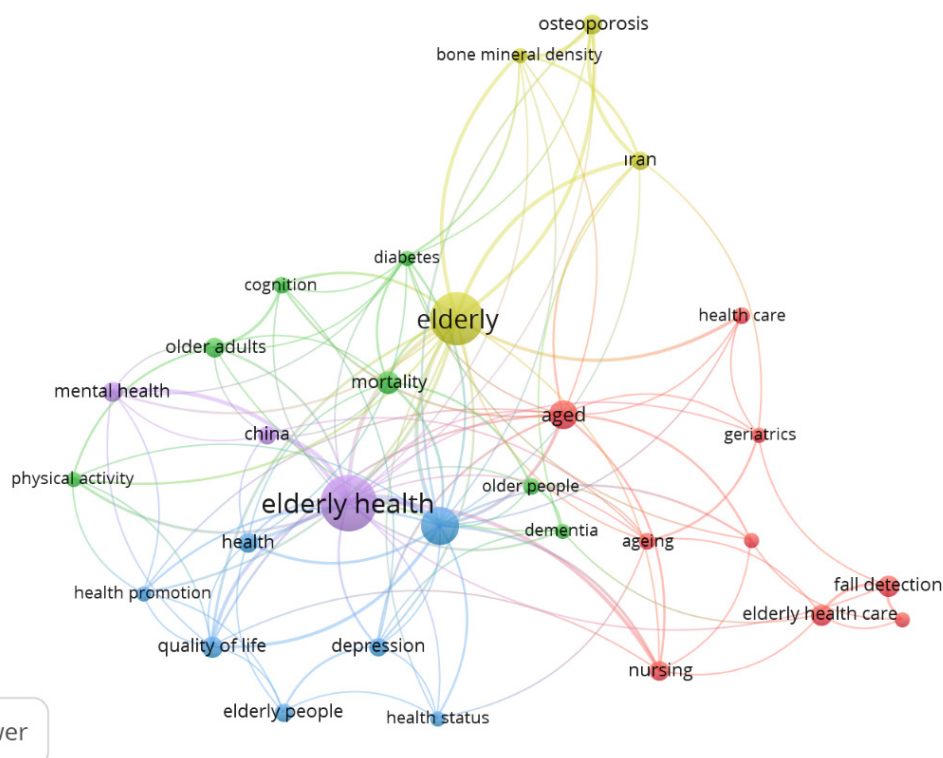 osteoporosis
bone mineral density
ıran
diabetes
cognition
elderly
health care
older adults
mortality
mental health
aged
china
geriatrics
physical activity
older people
elderly health
dementia
health
ageing
fall detection
health promotion
elderly health care
quality of life
depression
nursing
elderly people
health status